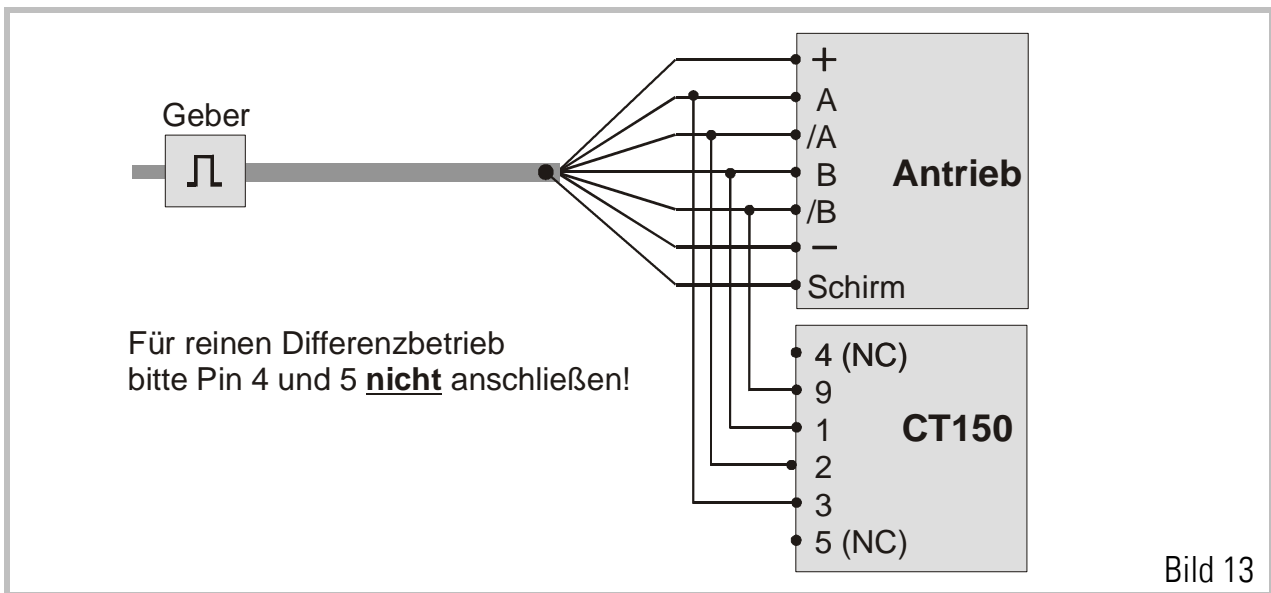 Geber
+
A
/A
B
/B
−
Schirm
Antrieb
Für reinen Differenzbetrieb
bitte Pin 4 und 5 nicht anschließen!
4 (NC)
9
1
2
3
5 (NC)
CT150
Bild 13